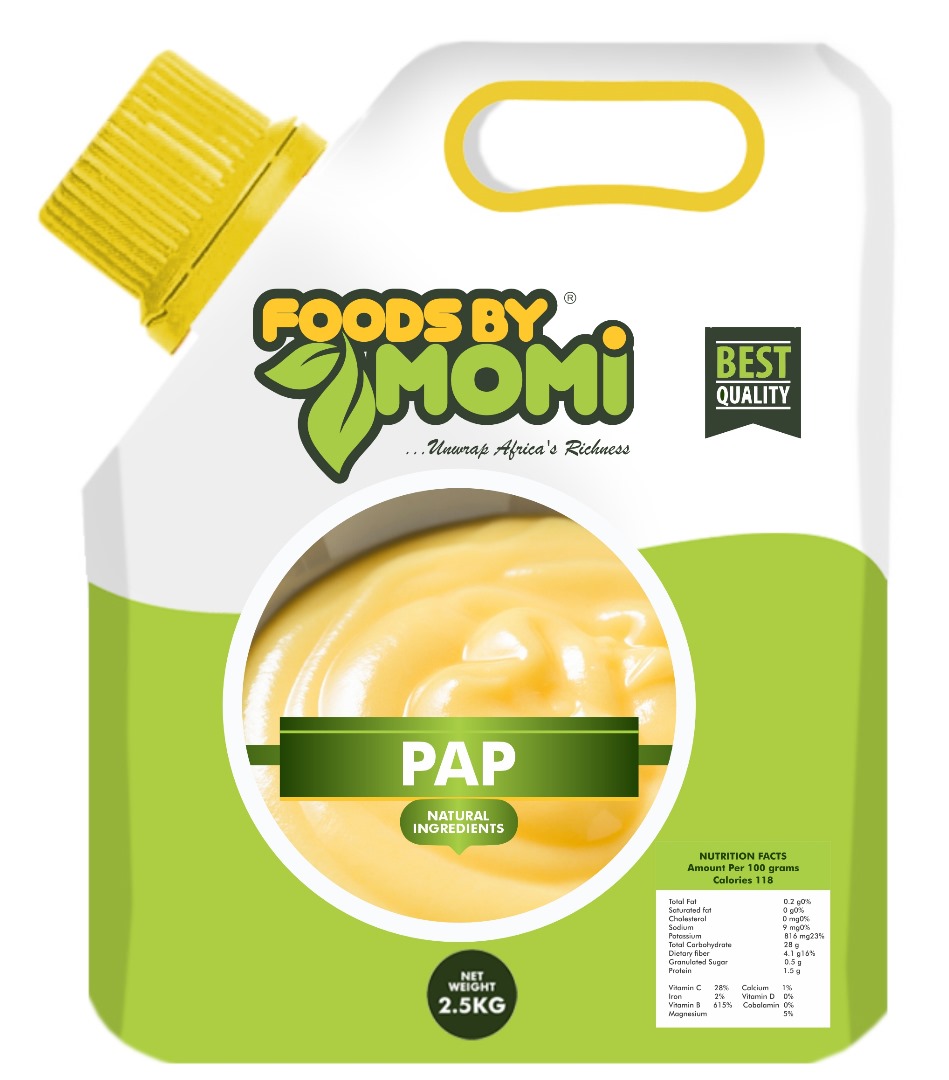 FOODS BY ®
MOMi
...Unwrap Africa's Richness
BEST
QUALITY
PAP
NATURAL
INGREDIENTS
NET
WEIGHT
2.5KG
NUTRITION FACTS
Amount Per 100 grams
Calories 118
Total Fat 0.2 g0%
Saturated fat 0 g0%
Cholesterol 0 mg0%
Sodium 9 mg0%
Potassium 816 mg23%
Total Carbohydrate 28 g
Dietary fiber 4.1 g16%
Granulated Sugar 0.5 g
Protein 1.5 g
Vitamin C 28% Calcium 1%
Iron 2% Vitamin D 0%
Vitamin B 615% Cobalamin 0%
Magnesium 5%